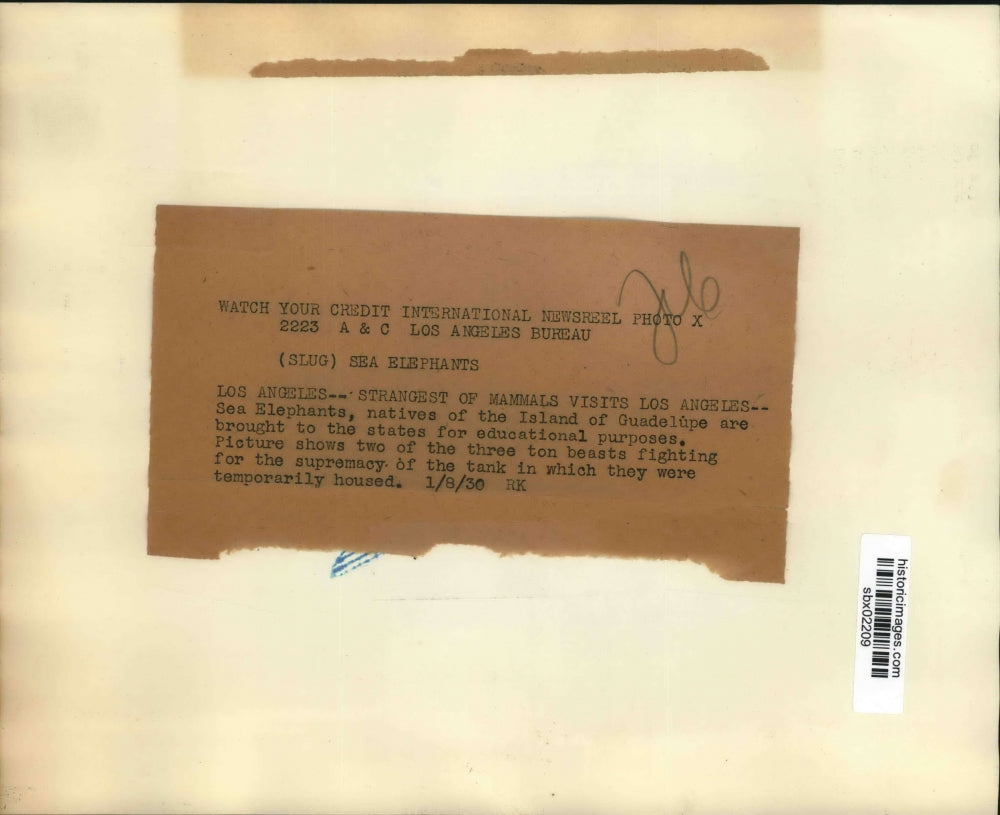 WATCH YOUR CREDIT INTERNATIONAL NEWSREEL PHOTO X
2223 A & C LOS ANGELES BUREAU
(SLUG) SEA ELEPHANTS
LOS ANGELES-- STRANGEST OF MAMMALS VISITS LOS ANGELES--
Sea Elephants, natives of the Island of Guadelupe are
brought to the states for educational purposes.
Picture shows two of the three ton beasts fighting
for the supremacy of the tank in which they were
temporarily housed. 1/8/30 RK
historicimages.com
sbx02209